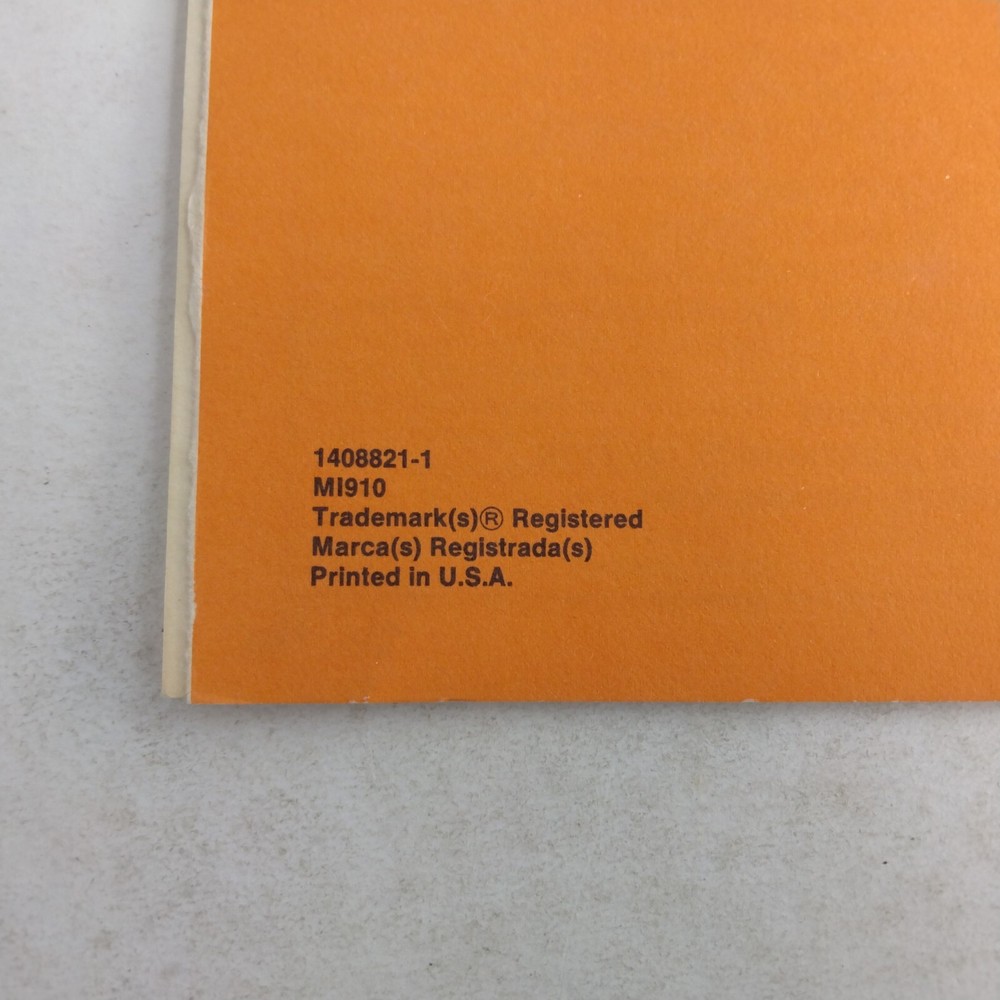 1408821-1
MI910
Trademark(s)® Registered
Marca(s) Registrada(s)
Printed in U.S.A.